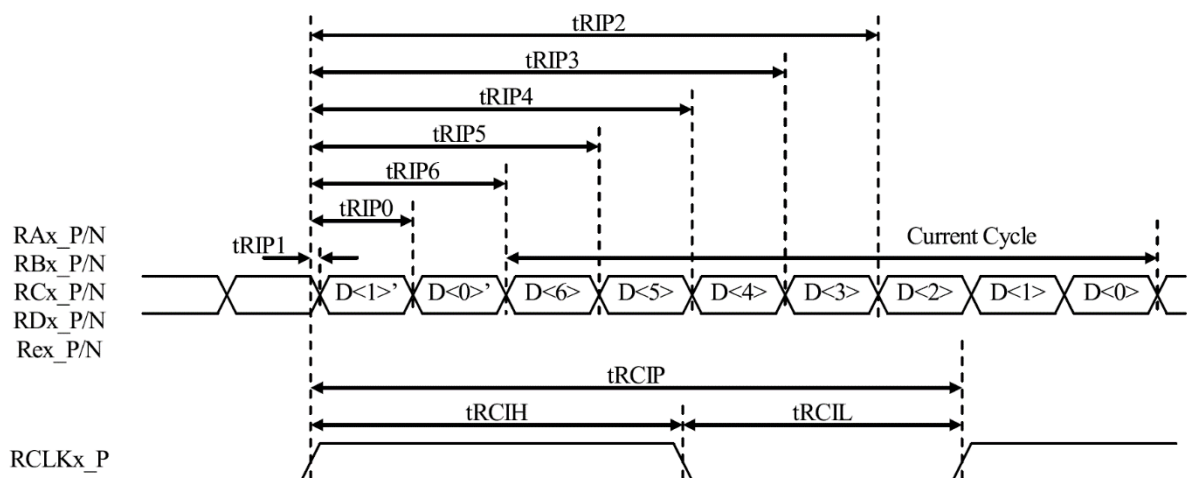 tRIP2
tRIP3
tRIP4
tRIP5
tRIP6
tRIP0
RAx_P/N
tRIP1
Current Cycle
RBx_P/N
RCx_P/N D<1>’ D<0>’ D<6> D<5> D<4> D<3> D<2> D<1> D<0>
RDx_P/N
Rex_P/N
tRCIP
tRCIH tRCIL
RCLKx_P